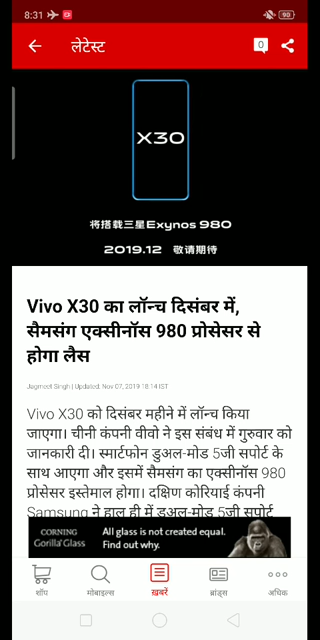 8:31
90
लेटेस्ट
0
X30
将搭载三星Exynos 980
2019.12 敬请期待
Vivo X30 का लॉन्च दिसंबर में,
सैमसंग एक्सीनॉस 980 प्रोसेसर से
होगा लैस
Jagmeet Singh | Updated: Nov 07, 2019 18:14 IST
Vivo X30 को दिसंबर महीने में लॉन्च किया
जाएगा। चीनी कंपनी वीवो ने इस संबंध में गुरुवार को
जानकारी दी। स्मार्टफोन डुअल-मोड 5जी सपोर्ट के
साथ आएगा और इसमें सैमसंग का एक्सीनॉस 980
प्रोसेसर इस्तेमाल होगा। दक्षिण कोरियाई कंपनी
Samsung ने हाल ही में डुअल-मोड 5जी सपोर्ट
CORNING
Gorilla Glass
All glass is not created equal.
Find out why.
शॉप
मोबाइल्स
ख़बरें
ब्रांड्स
अधिक